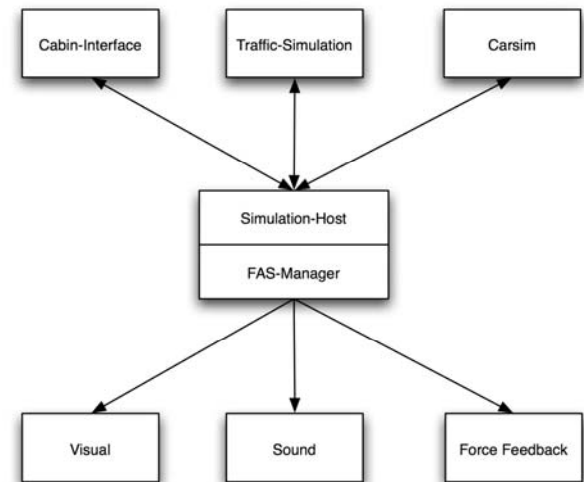 Cabin-Interface
Traffic-Simulation
Carsim
Simulation-Host
FAS-Manager
Visual
Sound
Force Feedback